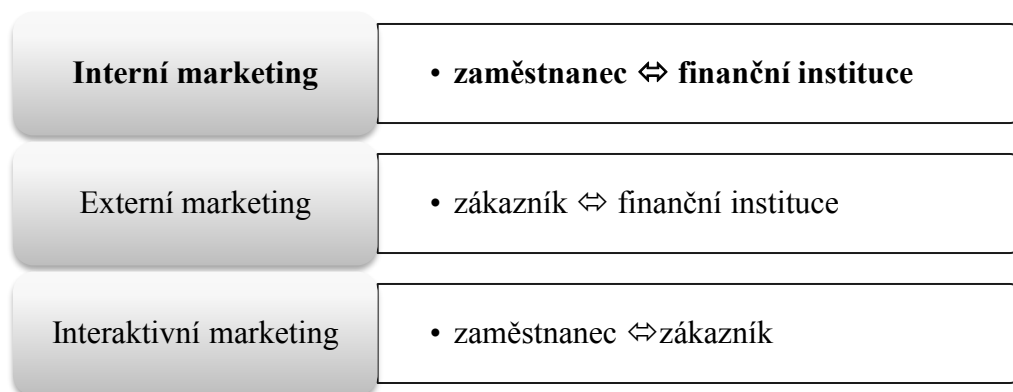 Interní marketing
• zaměstnanec ⇔ finanční instituce
Externí marketing
• zákazník ⇔ finanční instituce
Interaktivní marketing
• zaměstnanec ⇔zákazník